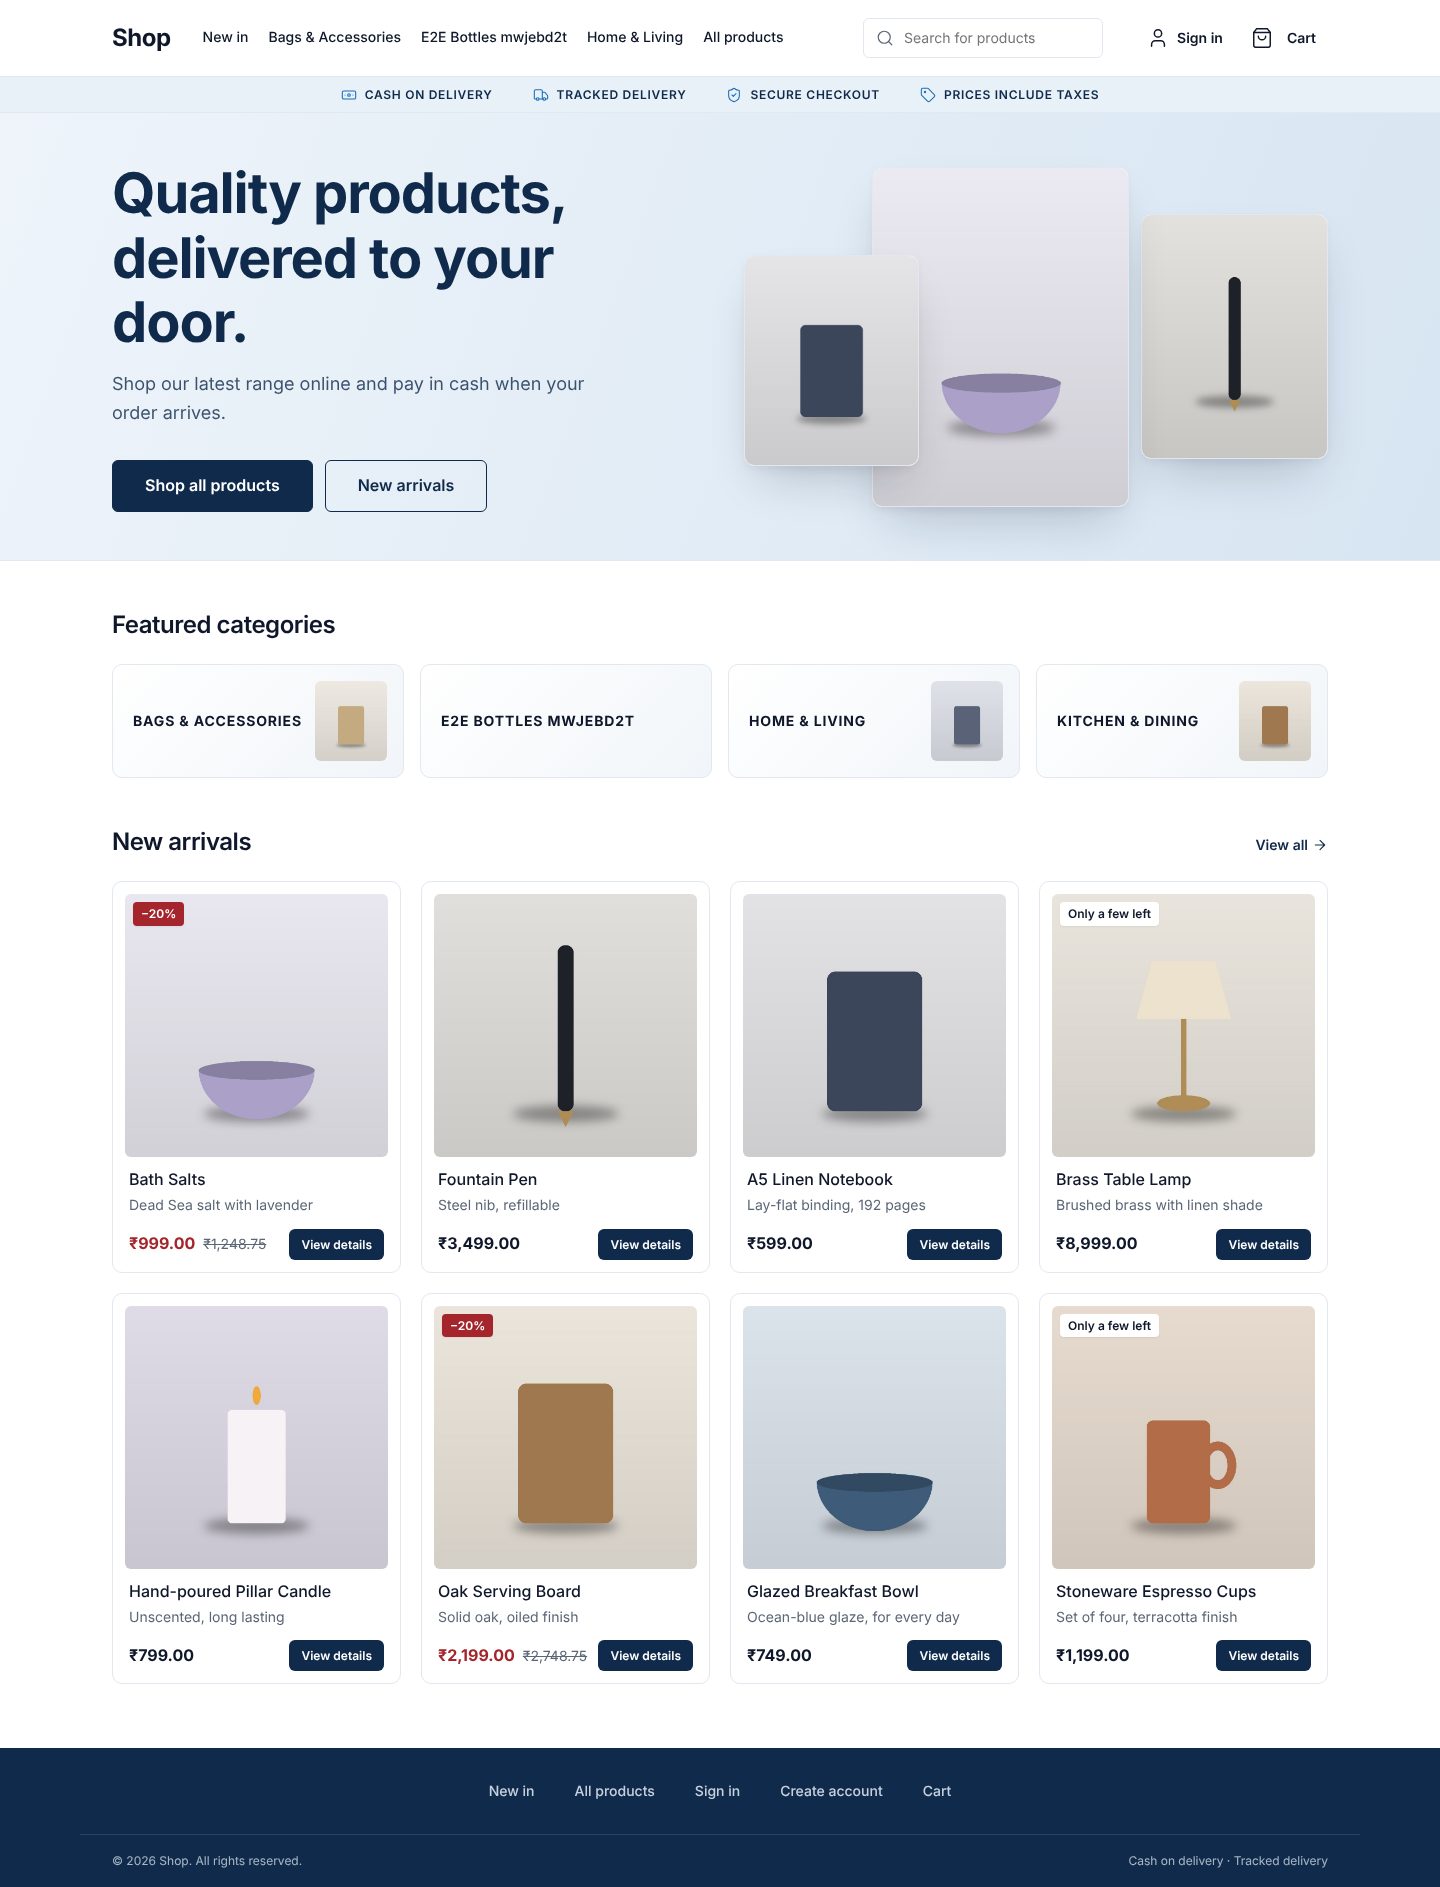 Shop
New in
Bags & Accessories
E2E Bottles mwjebd2t
Home & Living
All products
Search for products
Sign in
Cart
CASH ON DELIVERY
TRACKED DELIVERY
SECURE CHECKOUT
PRICES INCLUDE TAXES
Quality products,
delivered to your
door.
Shop our latest range online and pay in cash when your
order arrives.
Shop all products
New arrivals
Featured categories
BAGS & ACCESSORIES
E2E BOTTLES MWJEBD2T
HOME & LIVING
KITCHEN & DINING
New arrivals
View all →
−20%
Bath Salts
Dead Sea salt with lavender
₹999.00 ₹1,248.75
View details
Fountain Pen
Steel nib, refillable
₹3,499.00
View details
A5 Linen Notebook
Lay-flat binding, 192 pages
₹599.00
View details
Only a few left
Brass Table Lamp
Brushed brass with linen shade
₹8,999.00
View details
Hand-poured Pillar Candle
Unscented, long lasting
₹799.00
View details
−20%
Oak Serving Board
Solid oak, oiled finish
₹2,199.00 ₹2,748.75
View details
Glazed Breakfast Bowl
Ocean-blue glaze, for every day
₹749.00
View details
Only a few left
Stoneware Espresso Cups
Set of four, terracotta finish
₹1,199.00
View details
New in
All products
Sign in
Create account
Cart
© 2026 Shop. All rights reserved.
Cash on delivery · Tracked delivery